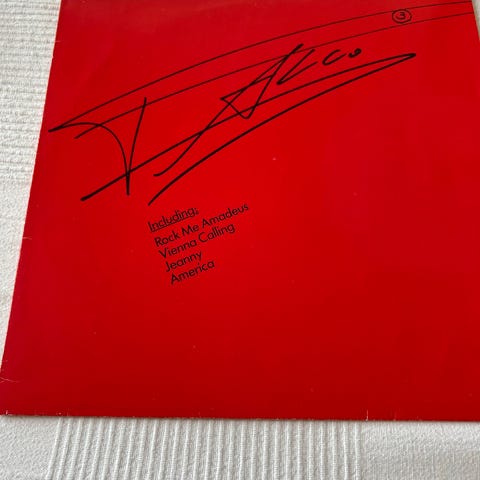 3
FALCO
Including:
Rock Me Amadeus
Vienna Calling
Jeanny
America